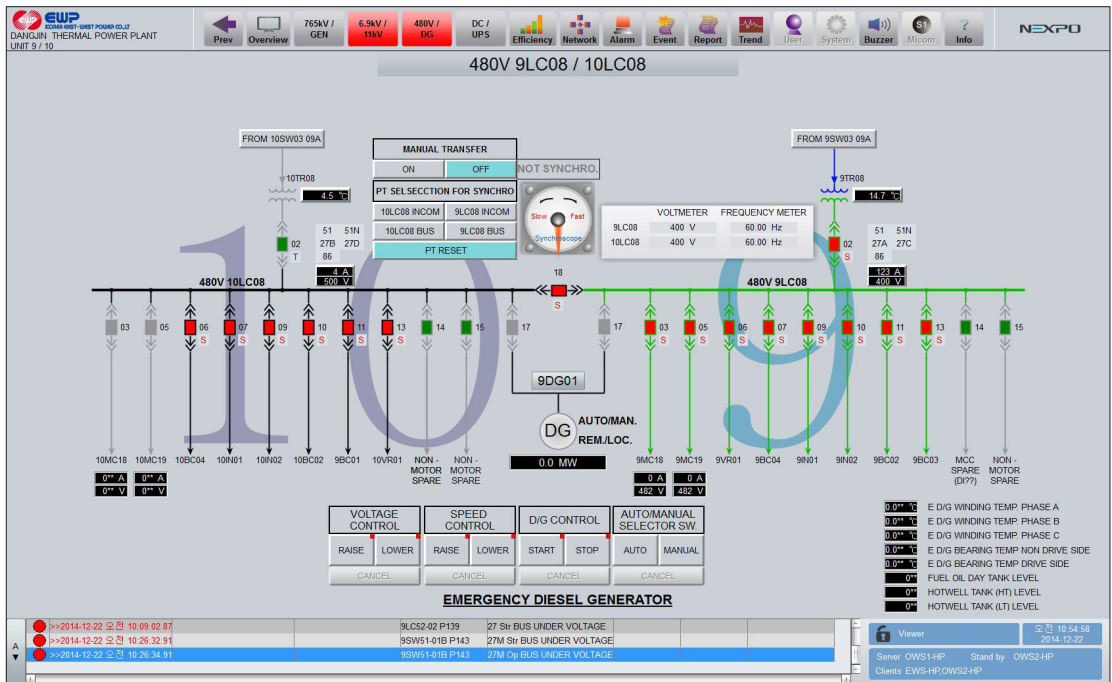 EWP
KOREA EAST-WEST POWER CO.,LT
DANGJIN THERMAL POWER PLANT
UNIT 9 / 10
Prev
Overview
765kV /
GEN
6.9kV /
11kV
480V /
DG
DC /
UPS
Efficiency
Network
Alarm
Event
Report
Trend
User
System
Buzzer
S1
Micom
?
Info
NEXPO
480V 9LC08 / 10LC08
FROM 10SW03 09A
10TR08
4.5 ℃
MANUAL TRANSFER
ON OFF
PT SELSECCTION FOR SYNCHRO
10LC08 INCOM 9LC08 INCOM
10LC08 BUS 9LC08 BUS
PT RESET
NOT SYNCHRO.
Slow Fast
Synchroscope
VOLTMETER FREQUENCY METER
9LC08 400 V 60.00 Hz
10LC08 400 V 60.00 Hz
FROM 9SW03 09A
9TR08
14.7 ℃
02
T
51 51N
27B 27D
86
4 A
500 V
02
S
51 51N
27A 27C
86
123 A
400 V
10
9
480V 10LC08
18
S
480V 9LC08
03 05 06 07 09 10 11 13 14 15 17
S S S S S S
17 03 05 06 07 09 10 11 13 14 15
S S S S S S S S
9DG01
DG
AUTO/MAN.
REM./LOC.
0.0 MW
10MC18 10MC19 10BC04 10IN01 10IN02 10BC02 9BC01 10VR01 NON - MOTOR SPARE NON - MOTOR SPARE
0** A 0** A
0** V 0** V
9MC18 9MC19 9VR01 9BC04 9IN01 9IN02 9BC02 9BC03 MCC SPARE (DI??) NON - MOTOR SPARE
0 A 0 A
482 V 482 V
VOLTAGE
CONTROL
RAISE LOWER
CANCEL
SPEED
CONTROL
RAISE LOWER
CANCEL
D/G CONTROL
START STOP
CANCEL
AUTO/MANUAL
SELECTOR SW.
AUTO MANUAL
CANCEL
EMERGENCY DIESEL GENERATOR
0.0** ℃ E D/G WINDING TEMP. PHASE A
0.0** ℃ E D/G WINDING TEMP. PHASE B
0.0** ℃ E D/G WINDING TEMP. PHASE C
0.0** ℃ E D/G BEARING TEMP NON DRIVE SIDE
0.0** ℃ E D/G BEARING TEMP DRIVE SIDE
0** FUEL OIL DAY TANK LEVEL
0** HOTWELL TANK (HT) LEVEL
0** HOTWELL TANK (LT) LEVEL
A
>>2014-12-22 오전 10:09:02.87 9LC52-02 P139 27 Str BUS UNDER VOLTAGE
>>2014-12-22 오전 10:26:32.91 9SW51-01B P143 27M Str BUS UNDER VOLTAGE
>>2014-12-22 오전 10:26:34.91 9SW51-01B P143 27M Op BUS UNDER VOLTAGE
Viewer
오전 10:54:58
2014-12-22
Server OWS1-HP Stand by OWS2-HP
Clients EWS-HP,OWS2-HP